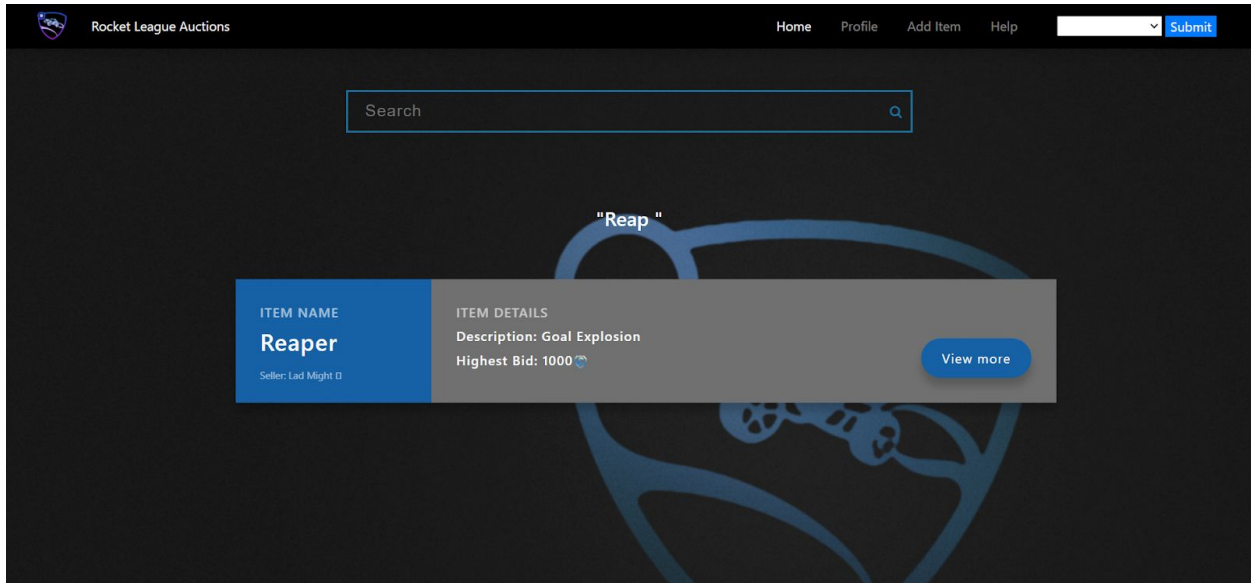 Rocket League Auctions Home Profile Add Item Help Submit
Search
"Reap "
ITEM NAME
Reaper
Seller: Lad Might ▯
ITEM DETAILS
Description: Goal Explosion
Highest Bid: 1000
View more